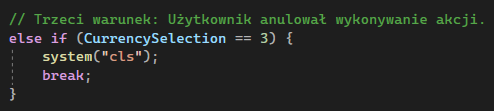 // Trzeci warunek: Użytkownik anulował wykonywanie akcji.
else if (CurrencySelection == 3) {
    system("cls");
    break;
}